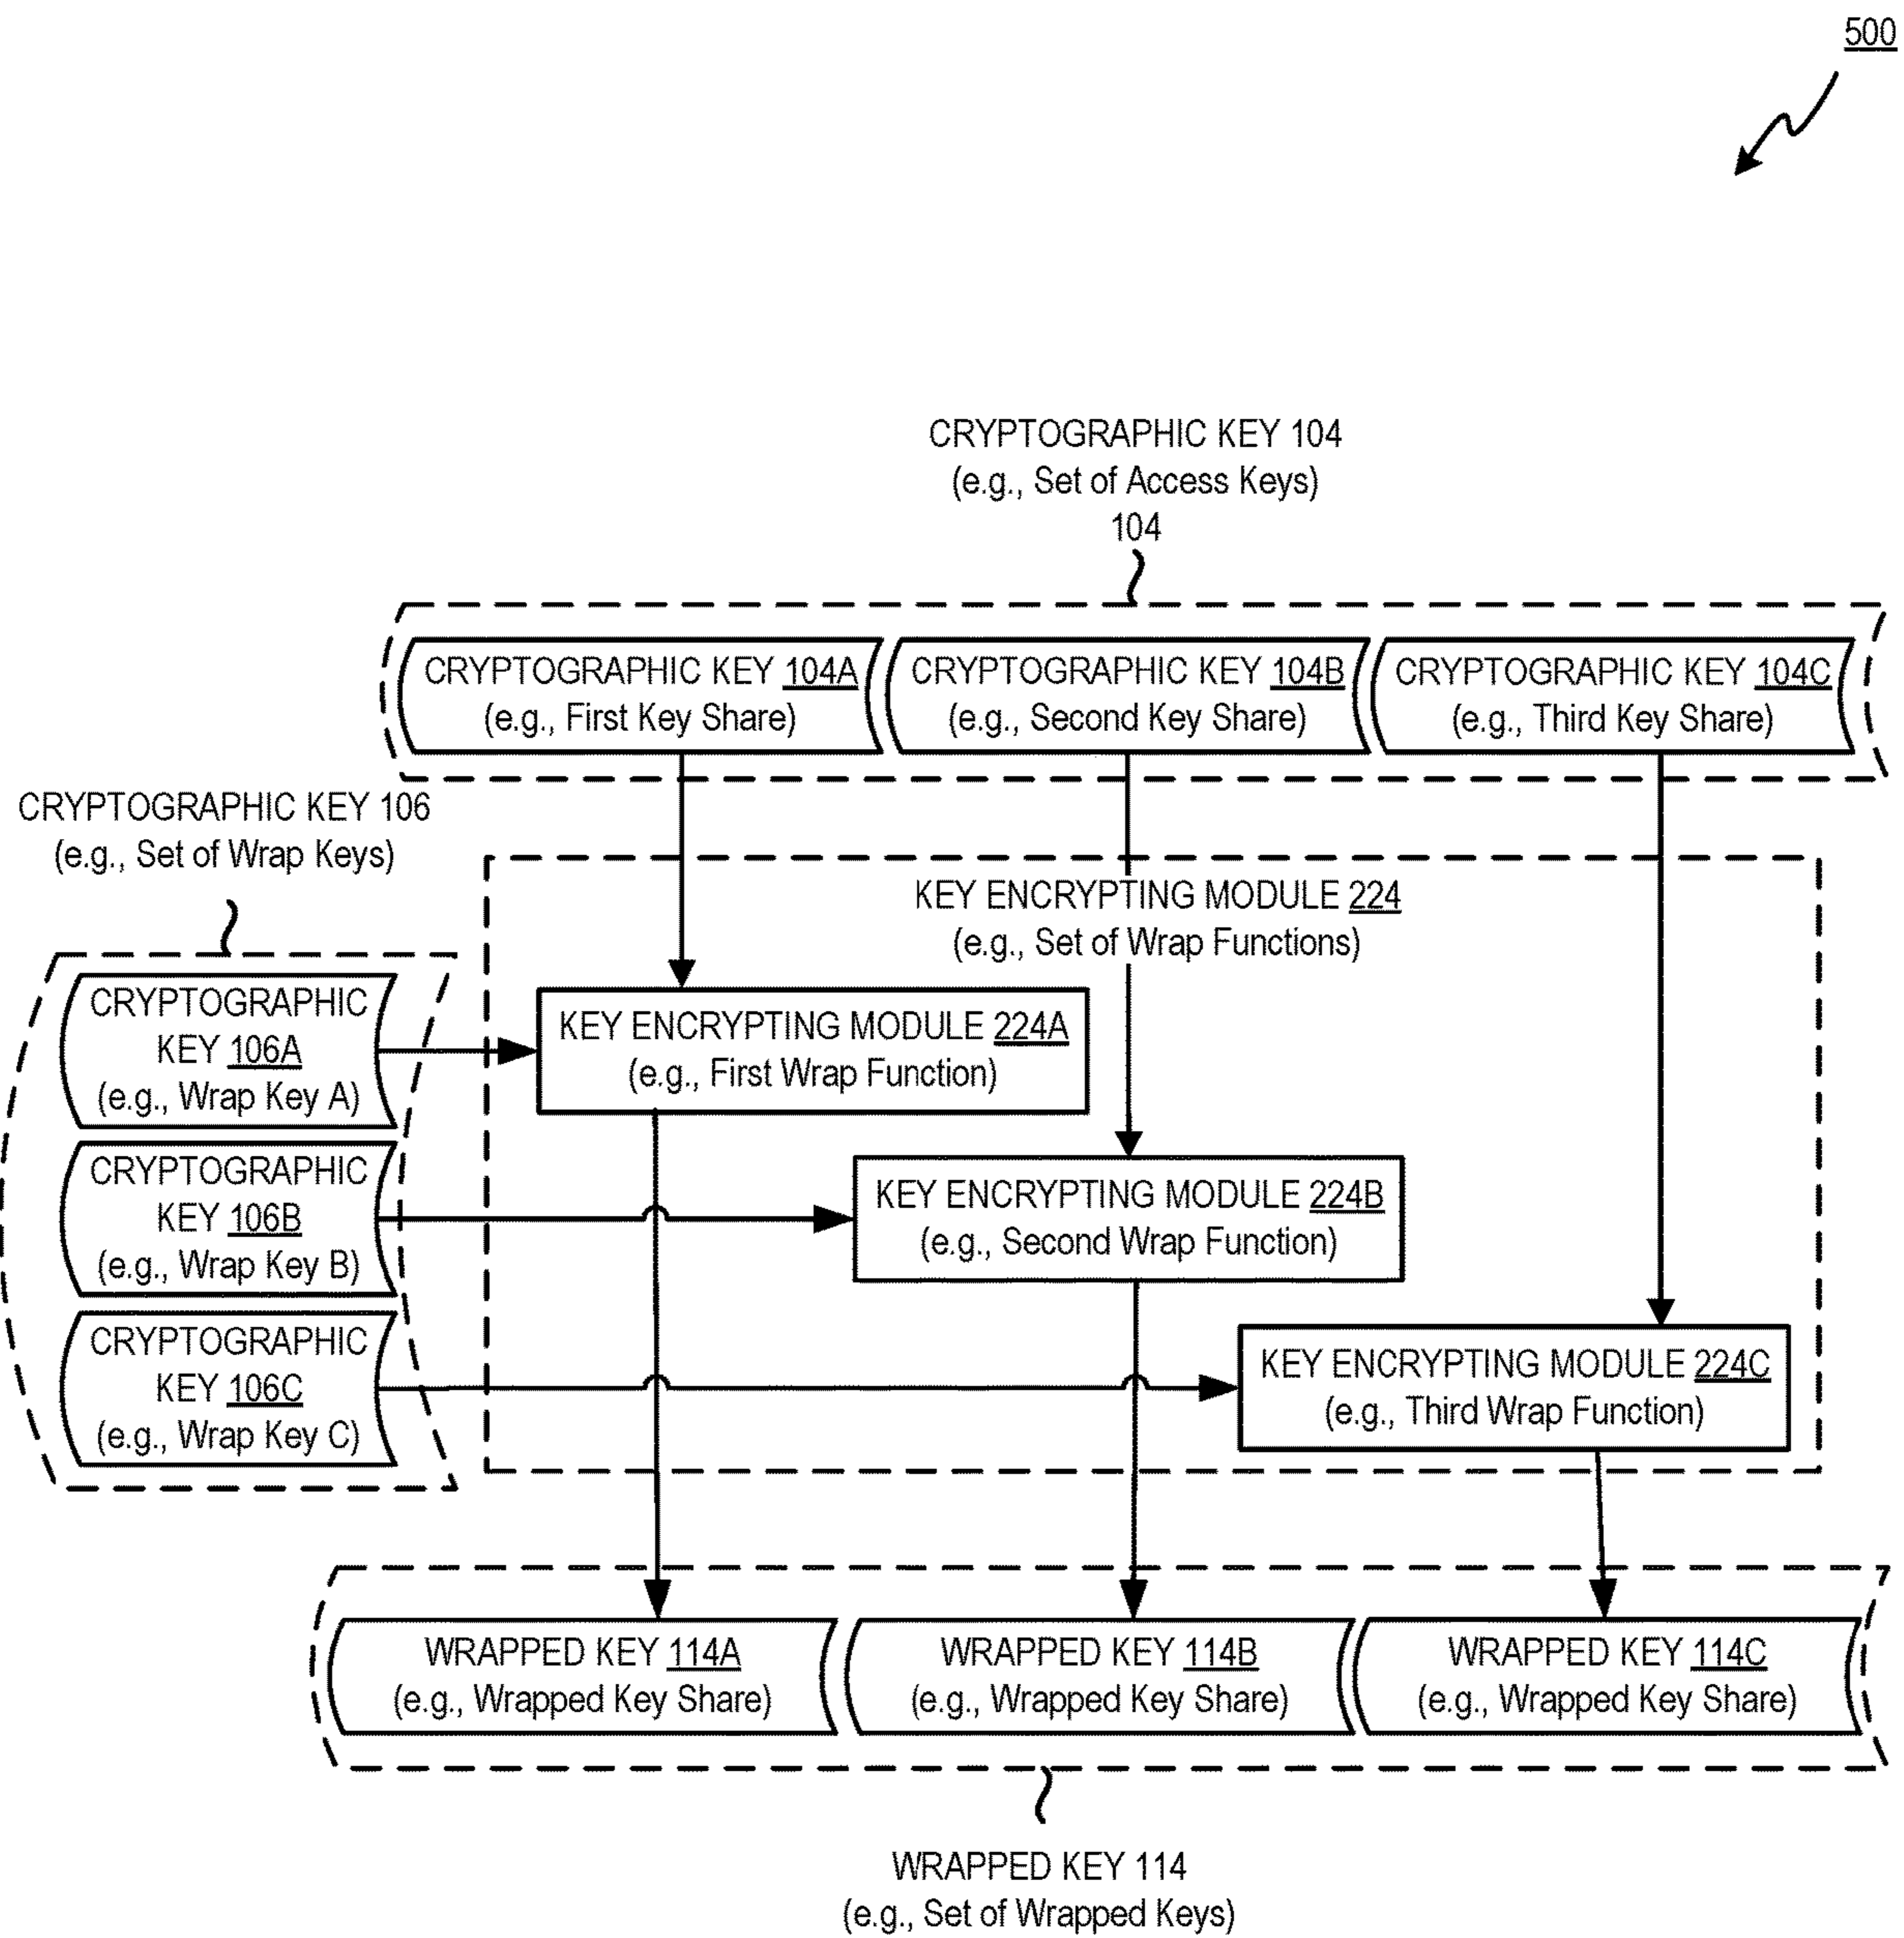 500
CRYPTOGRAPHIC KEY 104
(e.g., Set of Access Keys)
104
CRYPTOGRAPHIC KEY 104A
(e.g., First Key Share)
CRYPTOGRAPHIC KEY 104B
(e.g., Second Key Share)
CRYPTOGRAPHIC KEY 104C
(e.g., Third Key Share)
CRYPTOGRAPHIC KEY 106
(e.g., Set of Wrap Keys)
KEY ENCRYPTING MODULE 224
(e.g., Set of Wrap Functions)
CRYPTOGRAPHIC
KEY 106A
(e.g., Wrap Key A)
KEY ENCRYPTING MODULE 224A
(e.g., First Wrap Function)
CRYPTOGRAPHIC
KEY 106B
(e.g., Wrap Key B)
KEY ENCRYPTING MODULE 224B
(e.g., Second Wrap Function)
CRYPTOGRAPHIC
KEY 106C
(e.g., Wrap Key C)
KEY ENCRYPTING MODULE 224C
(e.g., Third Wrap Function)
WRAPPED KEY 114A
(e.g., Wrapped Key Share)
WRAPPED KEY 114B
(e.g., Wrapped Key Share)
WRAPPED KEY 114C
(e.g., Wrapped Key Share)
WRAPPED KEY 114
(e.g., Set of Wrapped Keys)